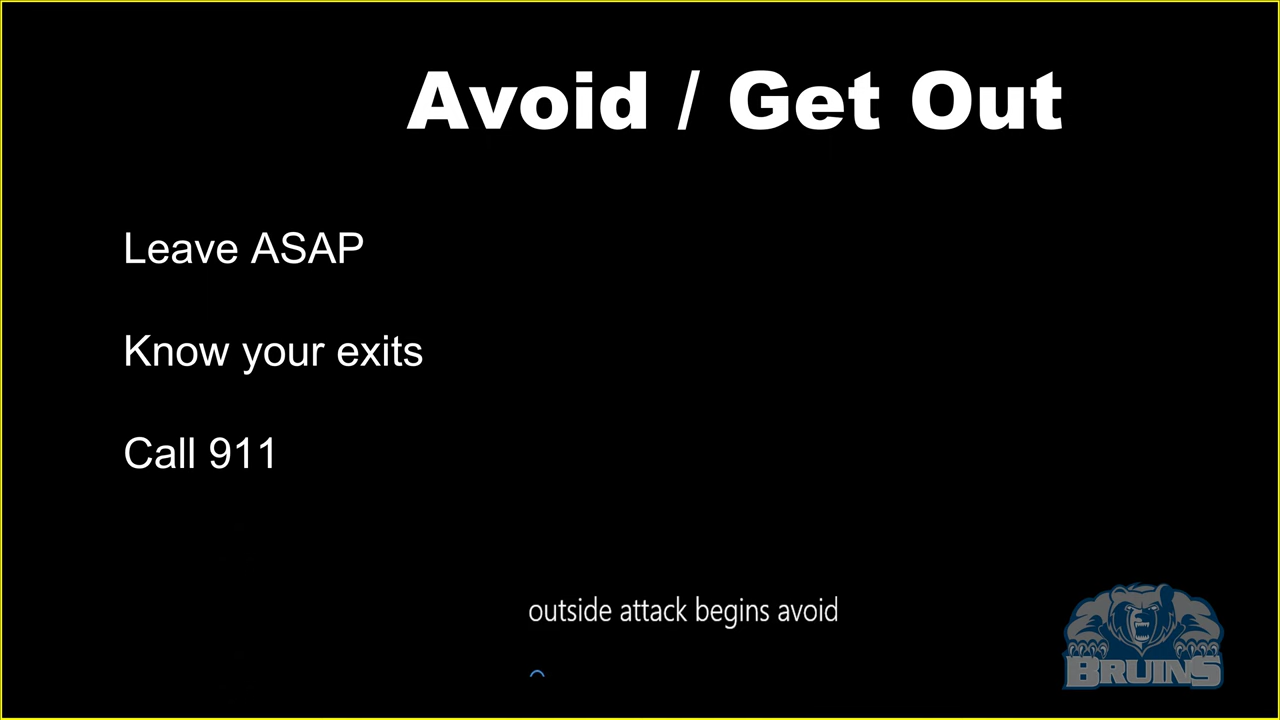 Avoid / Get Out
Leave ASAP
Know your exits
Call 911
outside attack begins avoid
BRUINS